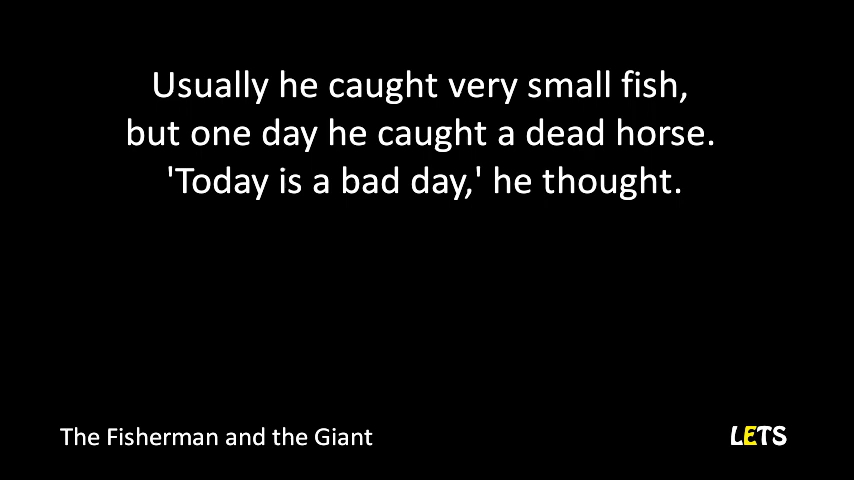 Usually he caught very small fish,
but one day he caught a dead horse.
'Today is a bad day,' he thought.
The Fisherman and the Giant
LETS